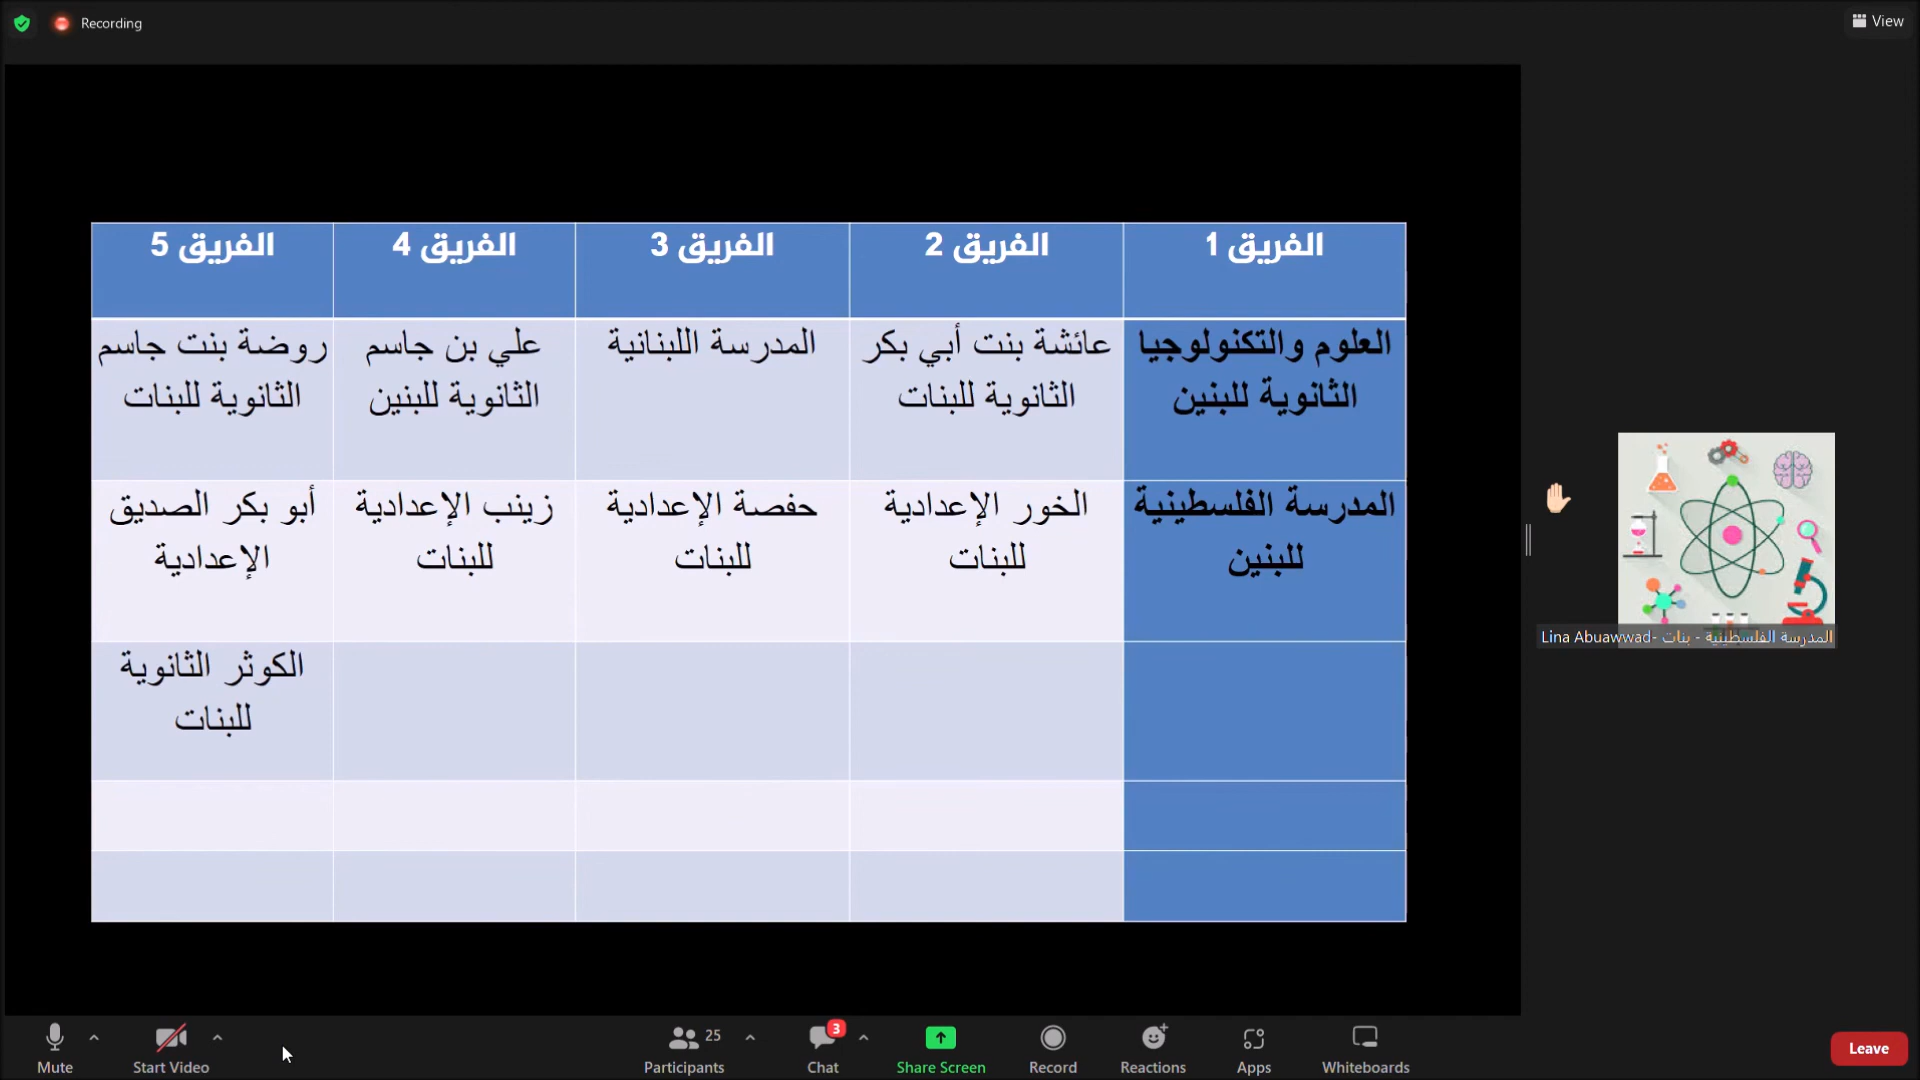 Recording
View
الفريق 1
الفريق 2
الفريق 3
الفريق 4
الفريق 5
العلوم والتكنولوجيا
الثانوية للبنين
عائشة بنت أبي بكر
الثانوية للبنات
المدرسة اللبنانية
علي بن جاسم
الثانوية للبنين
روضة بنت جاسم
الثانوية للبنات
المدرسة الفلسطينية
للبنين
الخور الإعدادية
للبنات
حفصة الإعدادية
للبنات
زينب الإعدادية
للبنات
أبو بكر الصديق
الإعدادية
الكوثر الثانوية
للبنات
Lina Abuawwad- المدرسة الفلسطينية - بنات
Mute
Start Video
25
Participants
3
Chat
Share Screen
Record
Reactions
Apps
Whiteboards
Leave